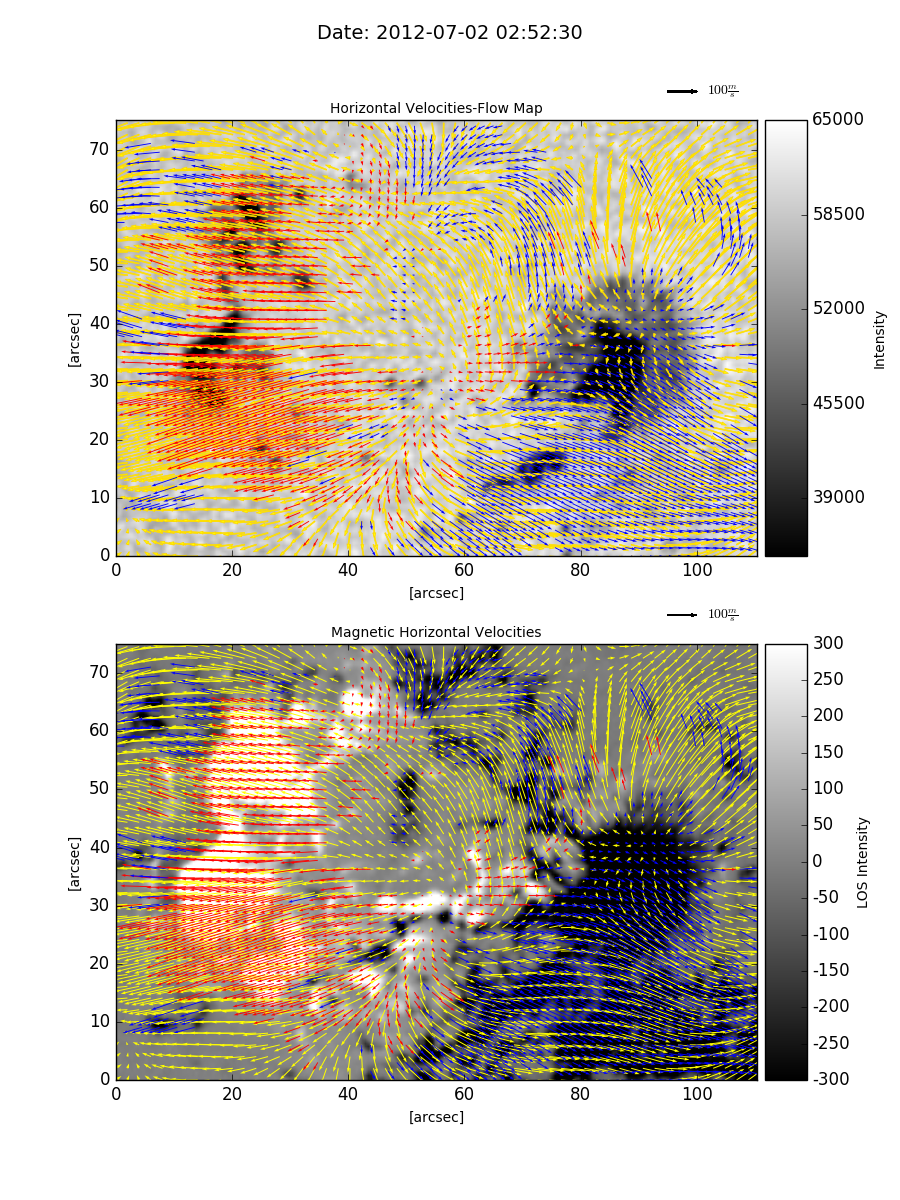 Date: 2012-07-02 02:52:30
100 m/s
Horizontal Velocities-Flow Map
70
60
50
40
30
20
10
0
[arcsec]
0 20 40 60 80 100
[arcsec]
65000
58500
52000
45500
39000
Intensity
100 m/s
Magnetic Horizontal Velocities
70
60
50
40
30
20
10
0
[arcsec]
0 20 40 60 80 100
[arcsec]
300
250
200
150
100
50
0
-50
-100
-150
-200
-250
-300
LOS Intensity